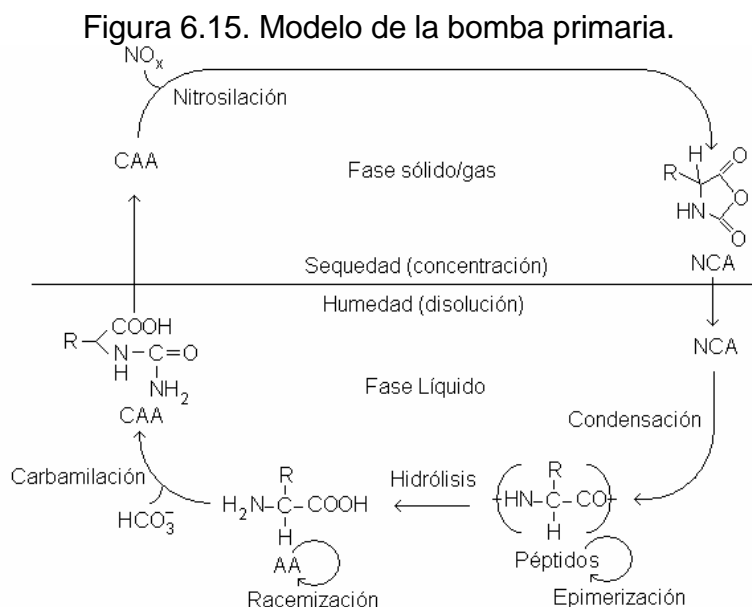 Figura 6.15. Modelo de la bomba primaria.
NOx
Nitrosilación
CAA
Fase sólido/gas
H
O
R
O
HN
O
NCA
Sequedad (concentración)
Humedad (disolución)
COOH
R
N–C=O
H
NH2
CAA
NCA
Fase Líquido
Condensación
Carbamilación
HCO3-
R
H2N–C–COOH
H
AA
Racemización
Hidrólisis
R
HN–C–CO
H
Péptidos
Epimerización